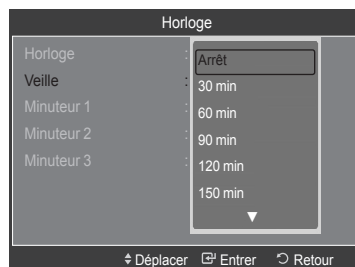 Horloge
Horloge :
Veille :
Minuteur 1 :
Minuteur 2 :
Minuteur 3 :
Arrêt
30 min
60 min
90 min
120 min
150 min
▼
Déplacer Entrer Retour